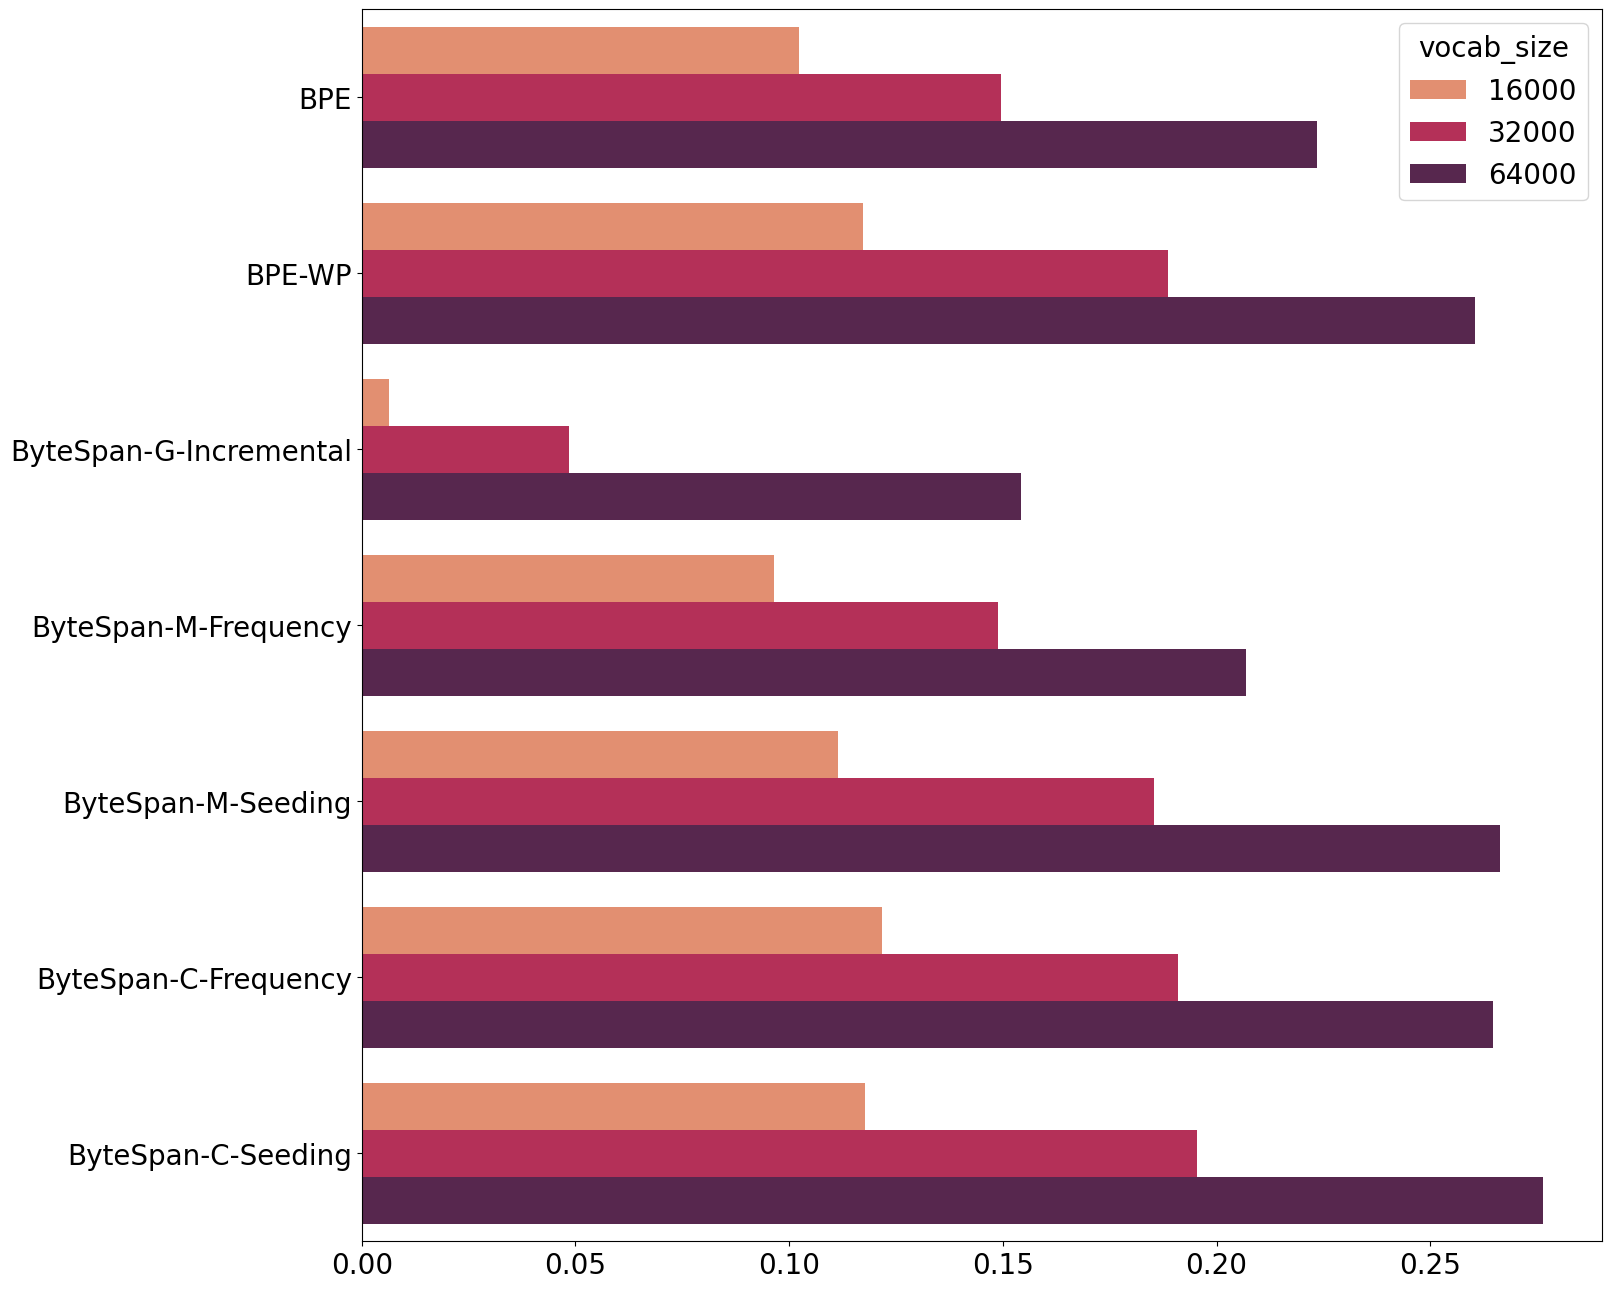 vocab_size
16000
32000
64000
BPE
BPE-WP
ByteSpan-G-Incremental
ByteSpan-M-Frequency
ByteSpan-M-Seeding
ByteSpan-C-Frequency
ByteSpan-C-Seeding
0.00 0.05 0.10 0.15 0.20 0.25